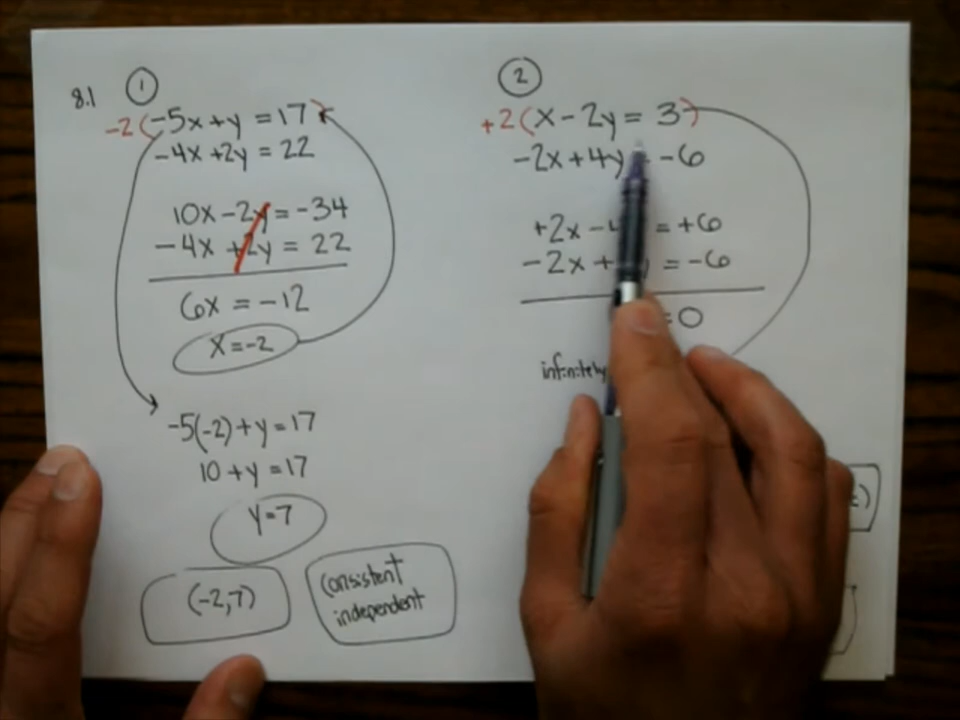 8.1
1
-2(-5x+y=17)
-4x+2y=22
10x-2y=-34
-4x+2y=22
6x=-12
x=-2
-5(-2)+y=17
10+y=17
y=7
(-2,7)
consistent
independent
2
+2(x-2y=3)
-2x+4y -6
+2x-4 =+6
-2x+ y=-6
=0
infinitely